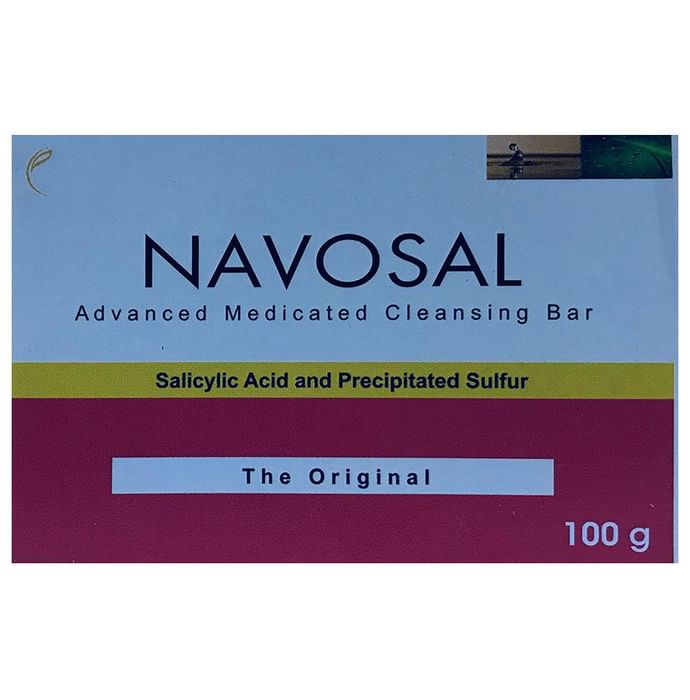 NAVOSAL
Advanced Medicated Cleansing Bar
Salicylic Acid and Precipitated Sulfur
The Original
100 g